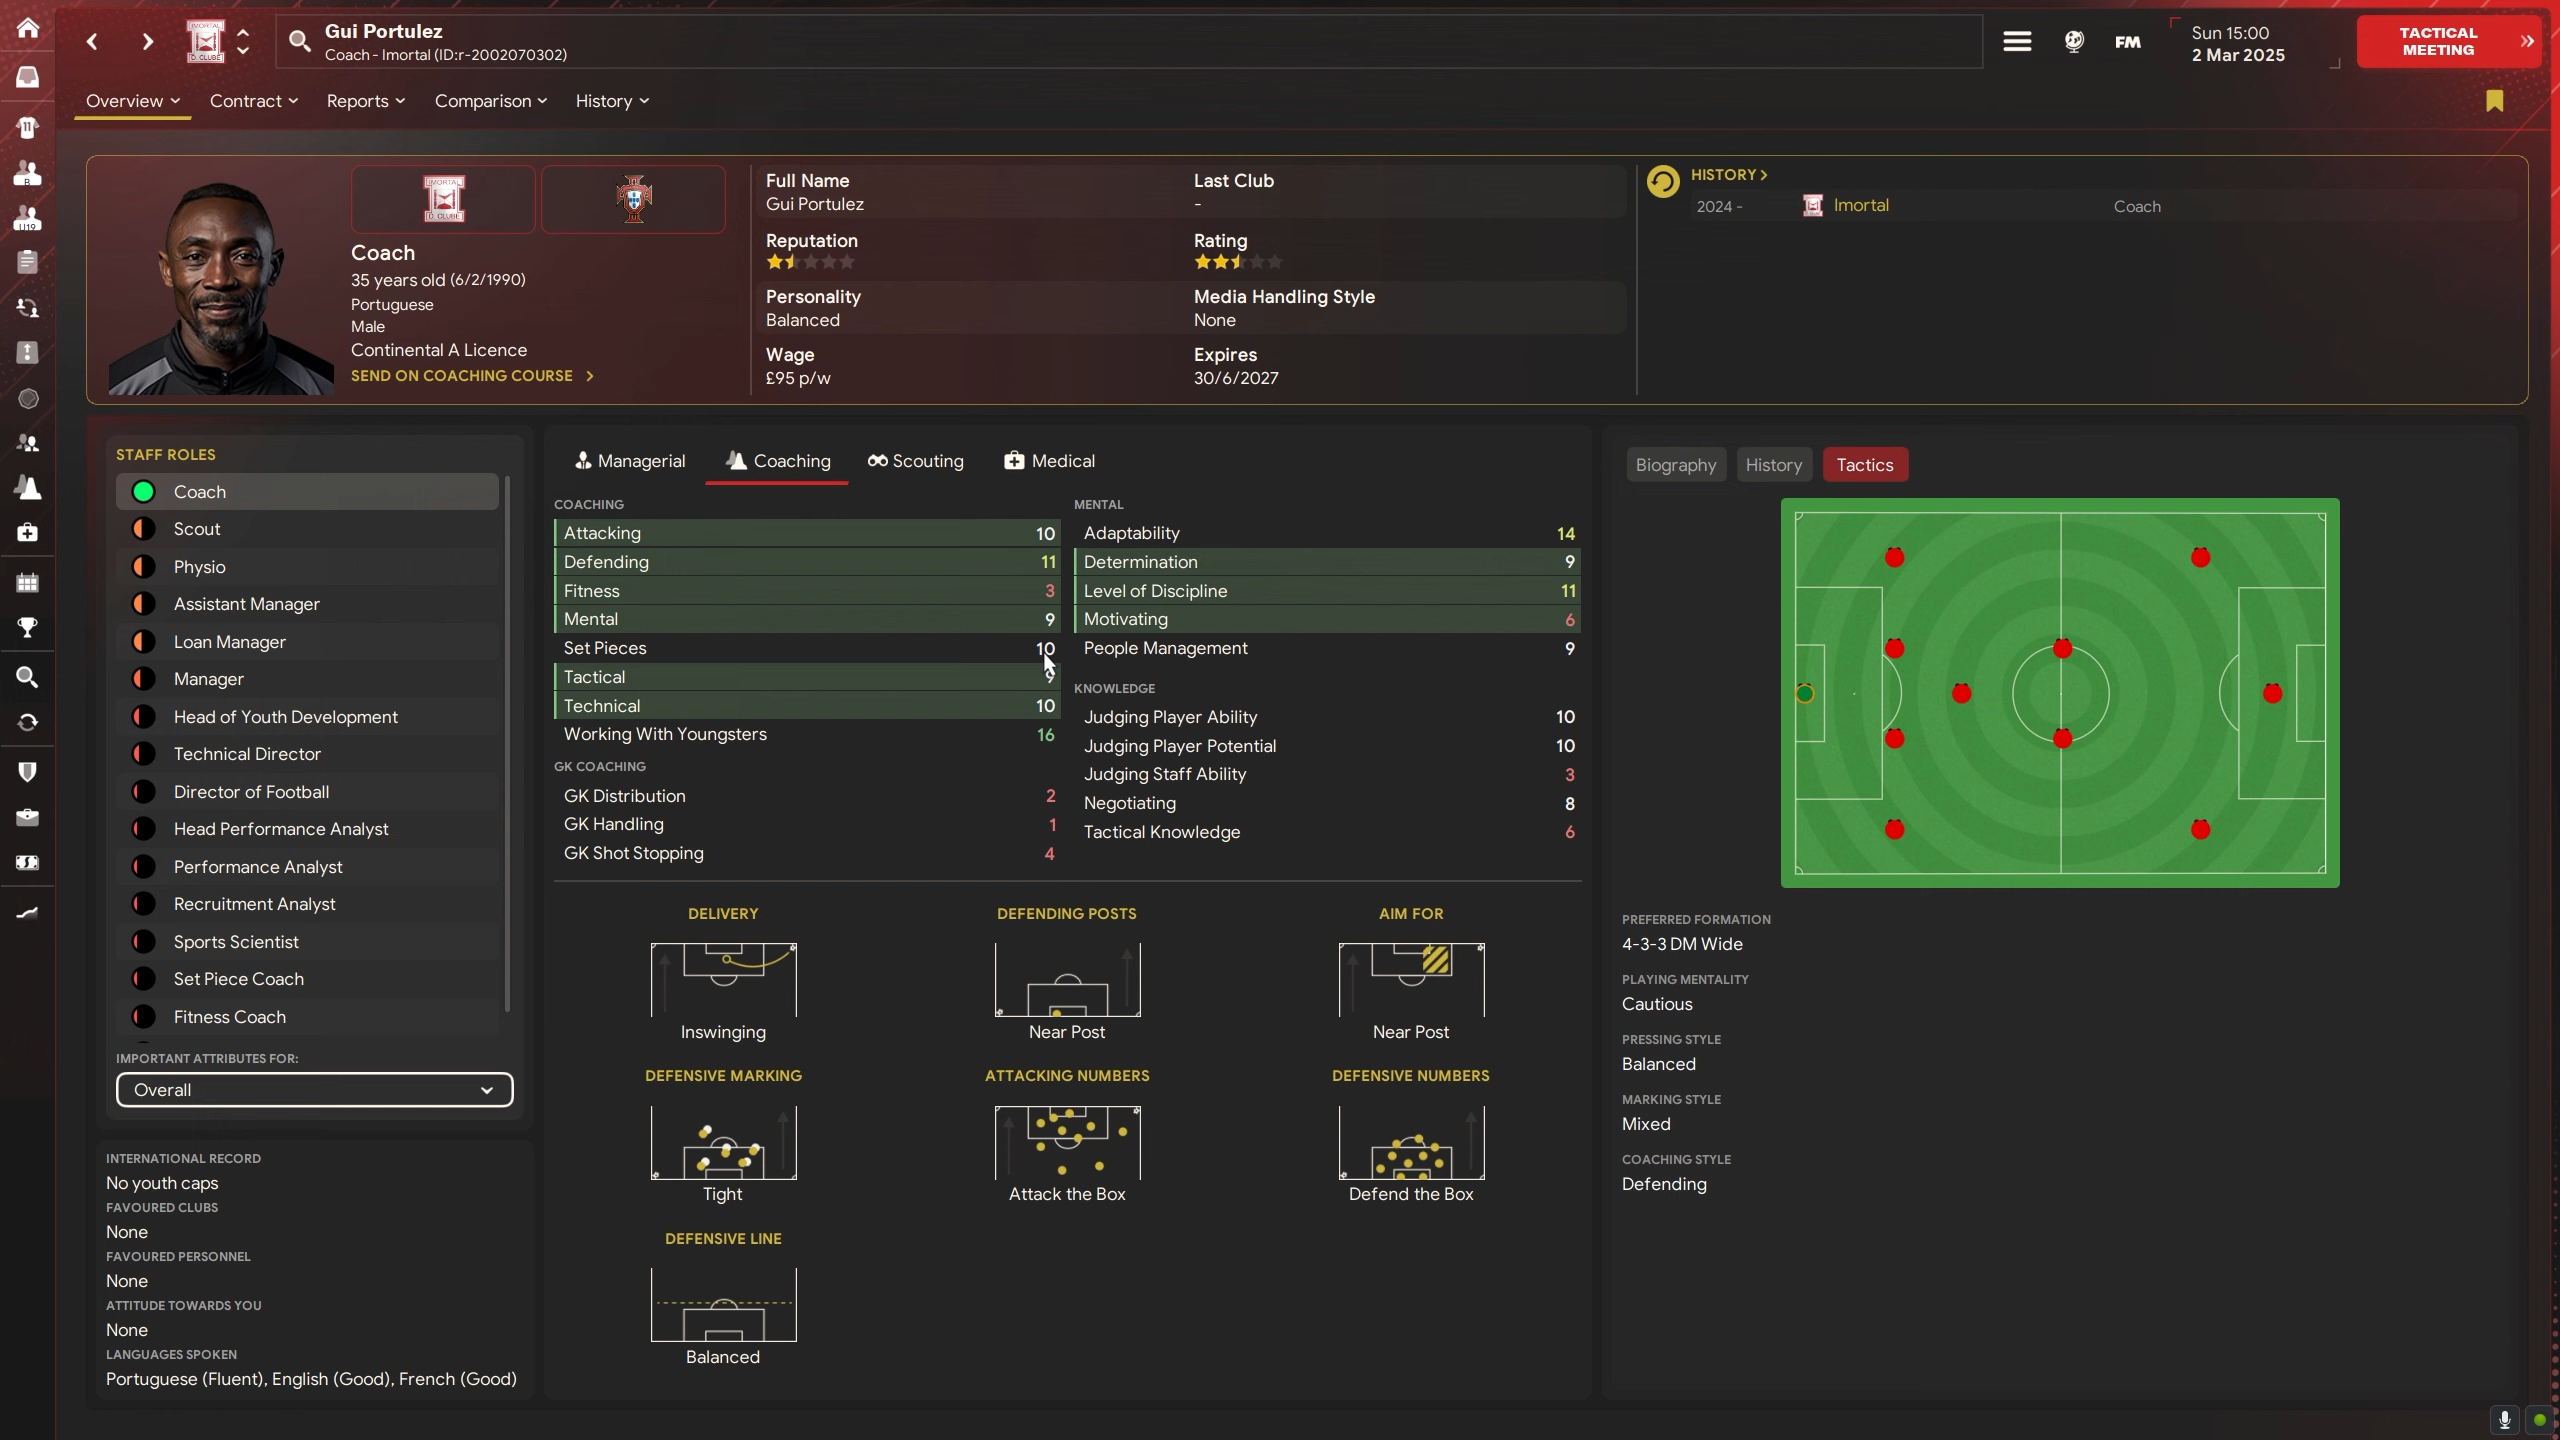 Gui Portulez
Coach - Imortal (ID:r-2002070302)
FM
Sun 15:00
2 Mar 2025
TACTICAL
MEETING
Overview
Contract
Reports
Comparison
History
11
B
U19
IMORTAL
D. CLUBE
Coach
35 years old (6/2/1990)
Portuguese
Male
Continental A Licence
SEND ON COACHING COURSE
Full Name
Gui Portulez
Last Club
-
Reputation
Rating
Personality
Balanced
Media Handling Style
None
Wage
£95 p/w
Expires
30/6/2027
HISTORY
2024 - Imortal Coach
STAFF ROLES
Coach
Scout
Physio
Assistant Manager
Loan Manager
Manager
Head of Youth Development
Technical Director
Director of Football
Head Performance Analyst
Performance Analyst
Recruitment Analyst
Sports Scientist
Set Piece Coach
Fitness Coach
IMPORTANT ATTRIBUTES FOR:
Overall
INTERNATIONAL RECORD
No youth caps
FAVOURED CLUBS
None
FAVOURED PERSONNEL
None
ATTITUDE TOWARDS YOU
None
LANGUAGES SPOKEN
Portuguese (Fluent), English (Good), French (Good)
Managerial
Coaching
Scouting
Medical
COACHING
Attacking 10
Defending 11
Fitness 3
Mental 9
Set Pieces 10
Tactical 9
Technical 10
Working With Youngsters 16
GK COACHING
GK Distribution 2
GK Handling 1
GK Shot Stopping 4
MENTAL
Adaptability 14
Determination 9
Level of Discipline 11
Motivating 6
People Management 9
KNOWLEDGE
Judging Player Ability 10
Judging Player Potential 10
Judging Staff Ability 3
Negotiating 8
Tactical Knowledge 6
DELIVERY
Inswinging
DEFENDING POSTS
Near Post
AIM FOR
Near Post
DEFENSIVE MARKING
Tight
ATTACKING NUMBERS
Attack the Box
DEFENSIVE NUMBERS
Defend the Box
DEFENSIVE LINE
Balanced
Biography
History
Tactics
PREFERRED FORMATION
4-3-3 DM Wide
PLAYING MENTALITY
Cautious
PRESSING STYLE
Balanced
MARKING STYLE
Mixed
COACHING STYLE
Defending